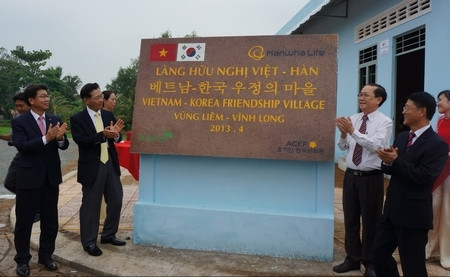 Hanwha Life
LÀNG HỮU NGHỊ VIỆT - HÀN
베트남-한국 우정의 마을
VIETNAM - KOREA FRIENDSHIP VILLAGE
VŨNG LIÊM - VĨNH LONG
2013. 4
ACEF